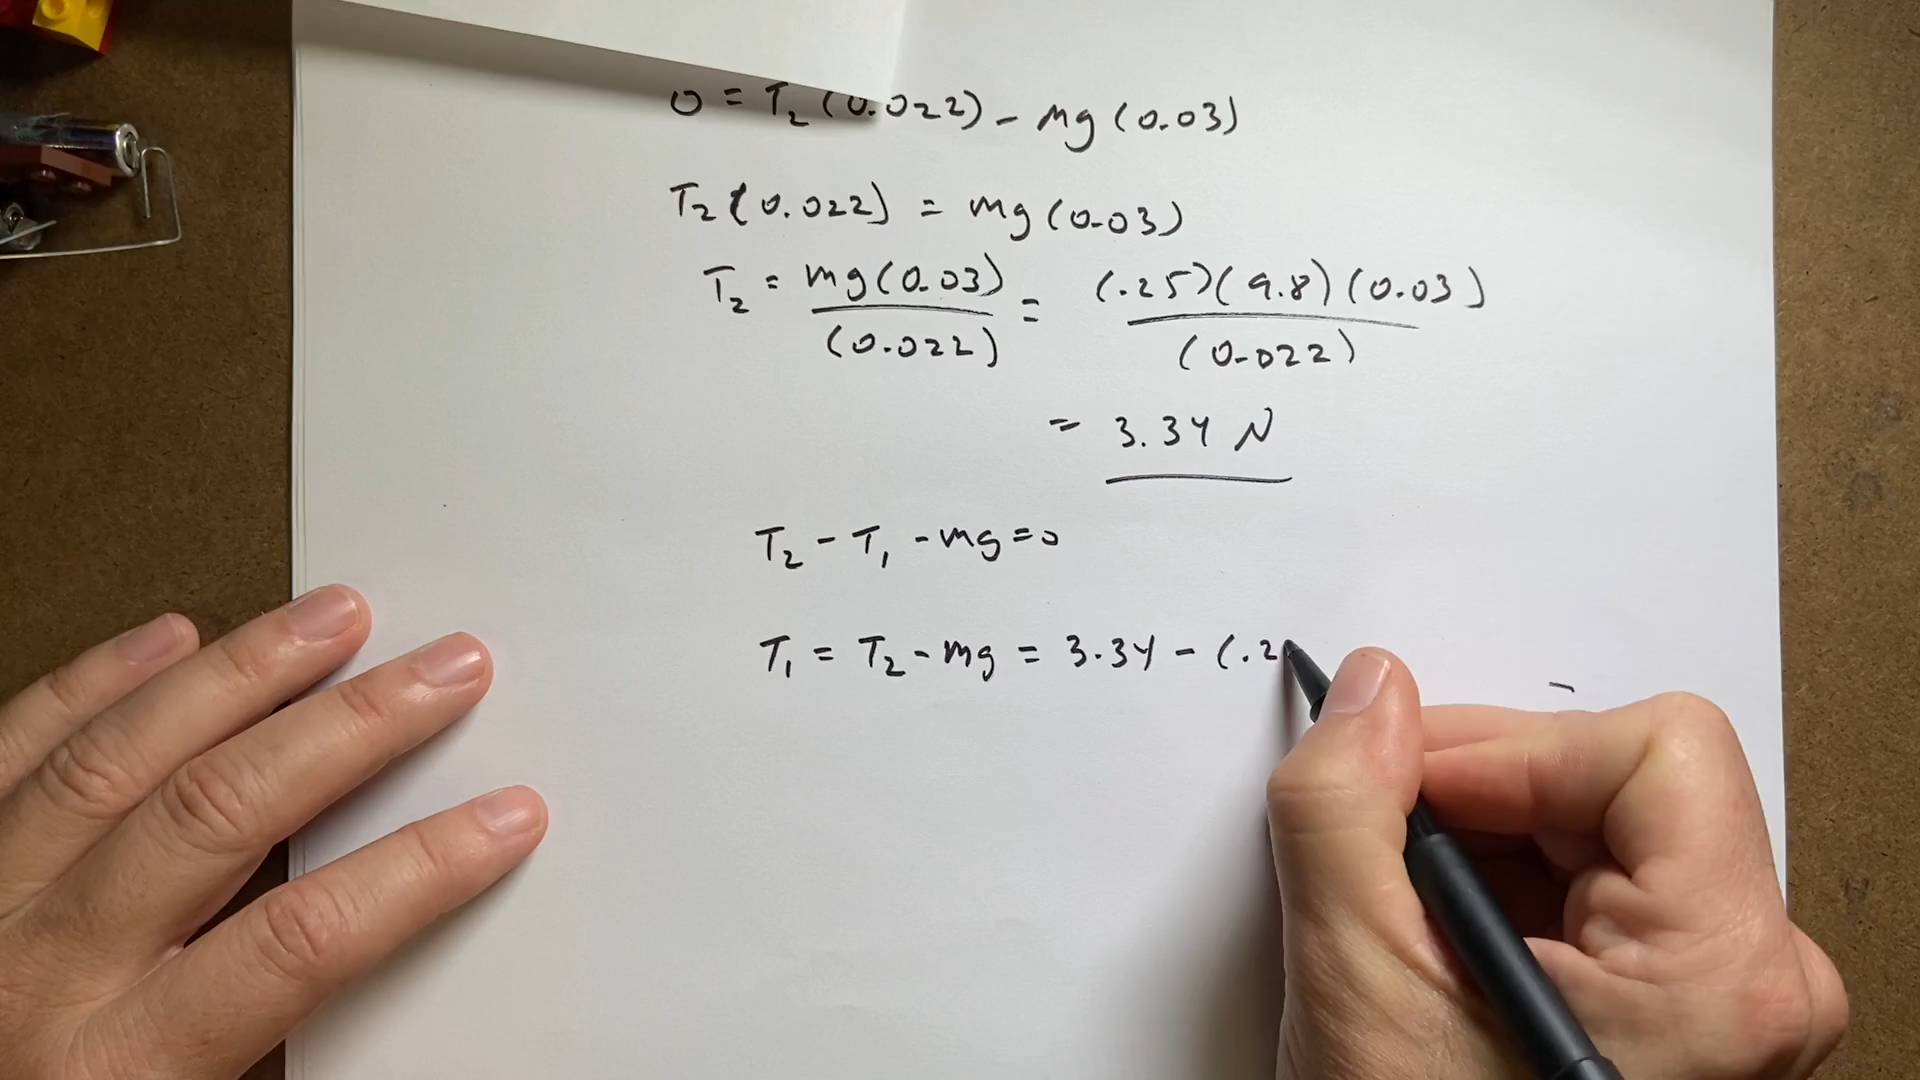 0 = T₂ (0.022) - mg (0.03)
T₂ (0.022) = mg (0.03)
T₂ = mg(0.03)/(0.022) = (.25)(9.8)(0.03)/(0.022)
= 3.34 N
T₂ - T₁ - mg = 0
T₁ = T₂ - mg = 3.34 - (.2